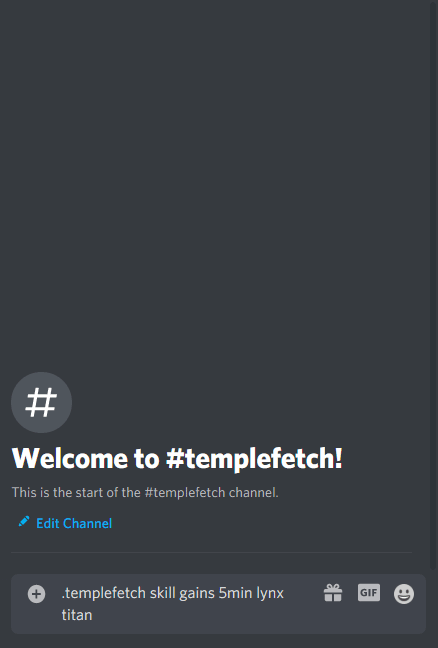 #
Welcome to #templefetch!
This is the start of the #templefetch channel.
Edit Channel
.templefetch skill gains 5min lynx
titan
GIF